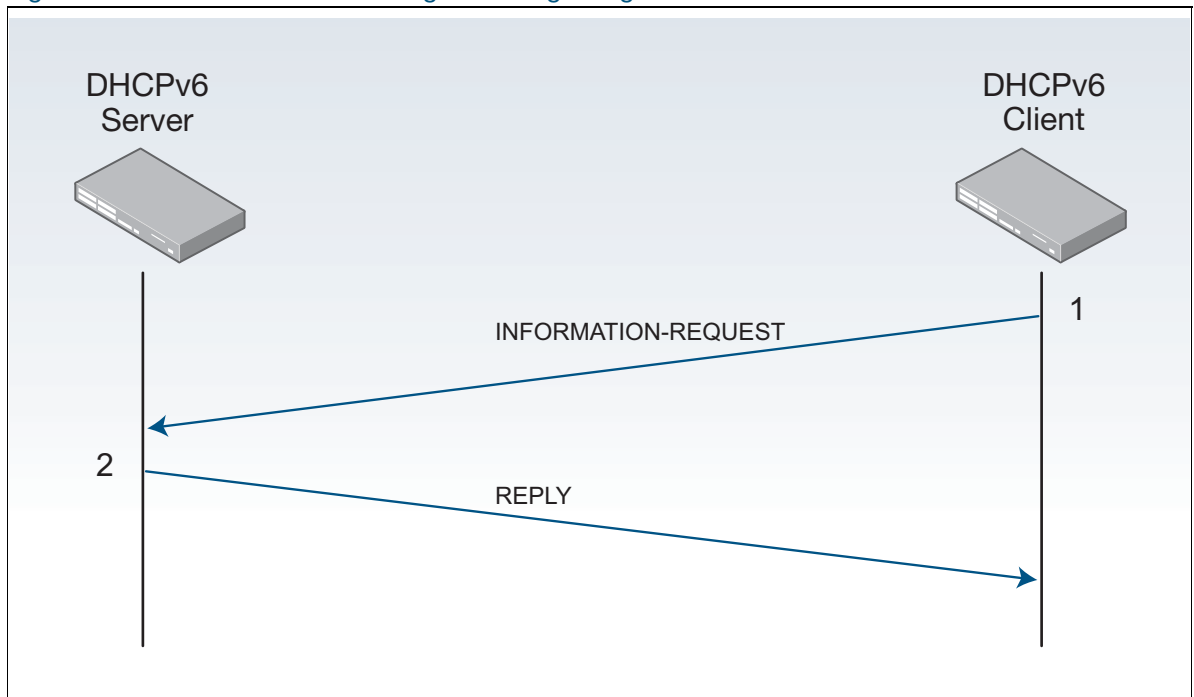 DHCPv6
Server
DHCPv6
Client
1
INFORMATION-REQUEST
2
REPLY